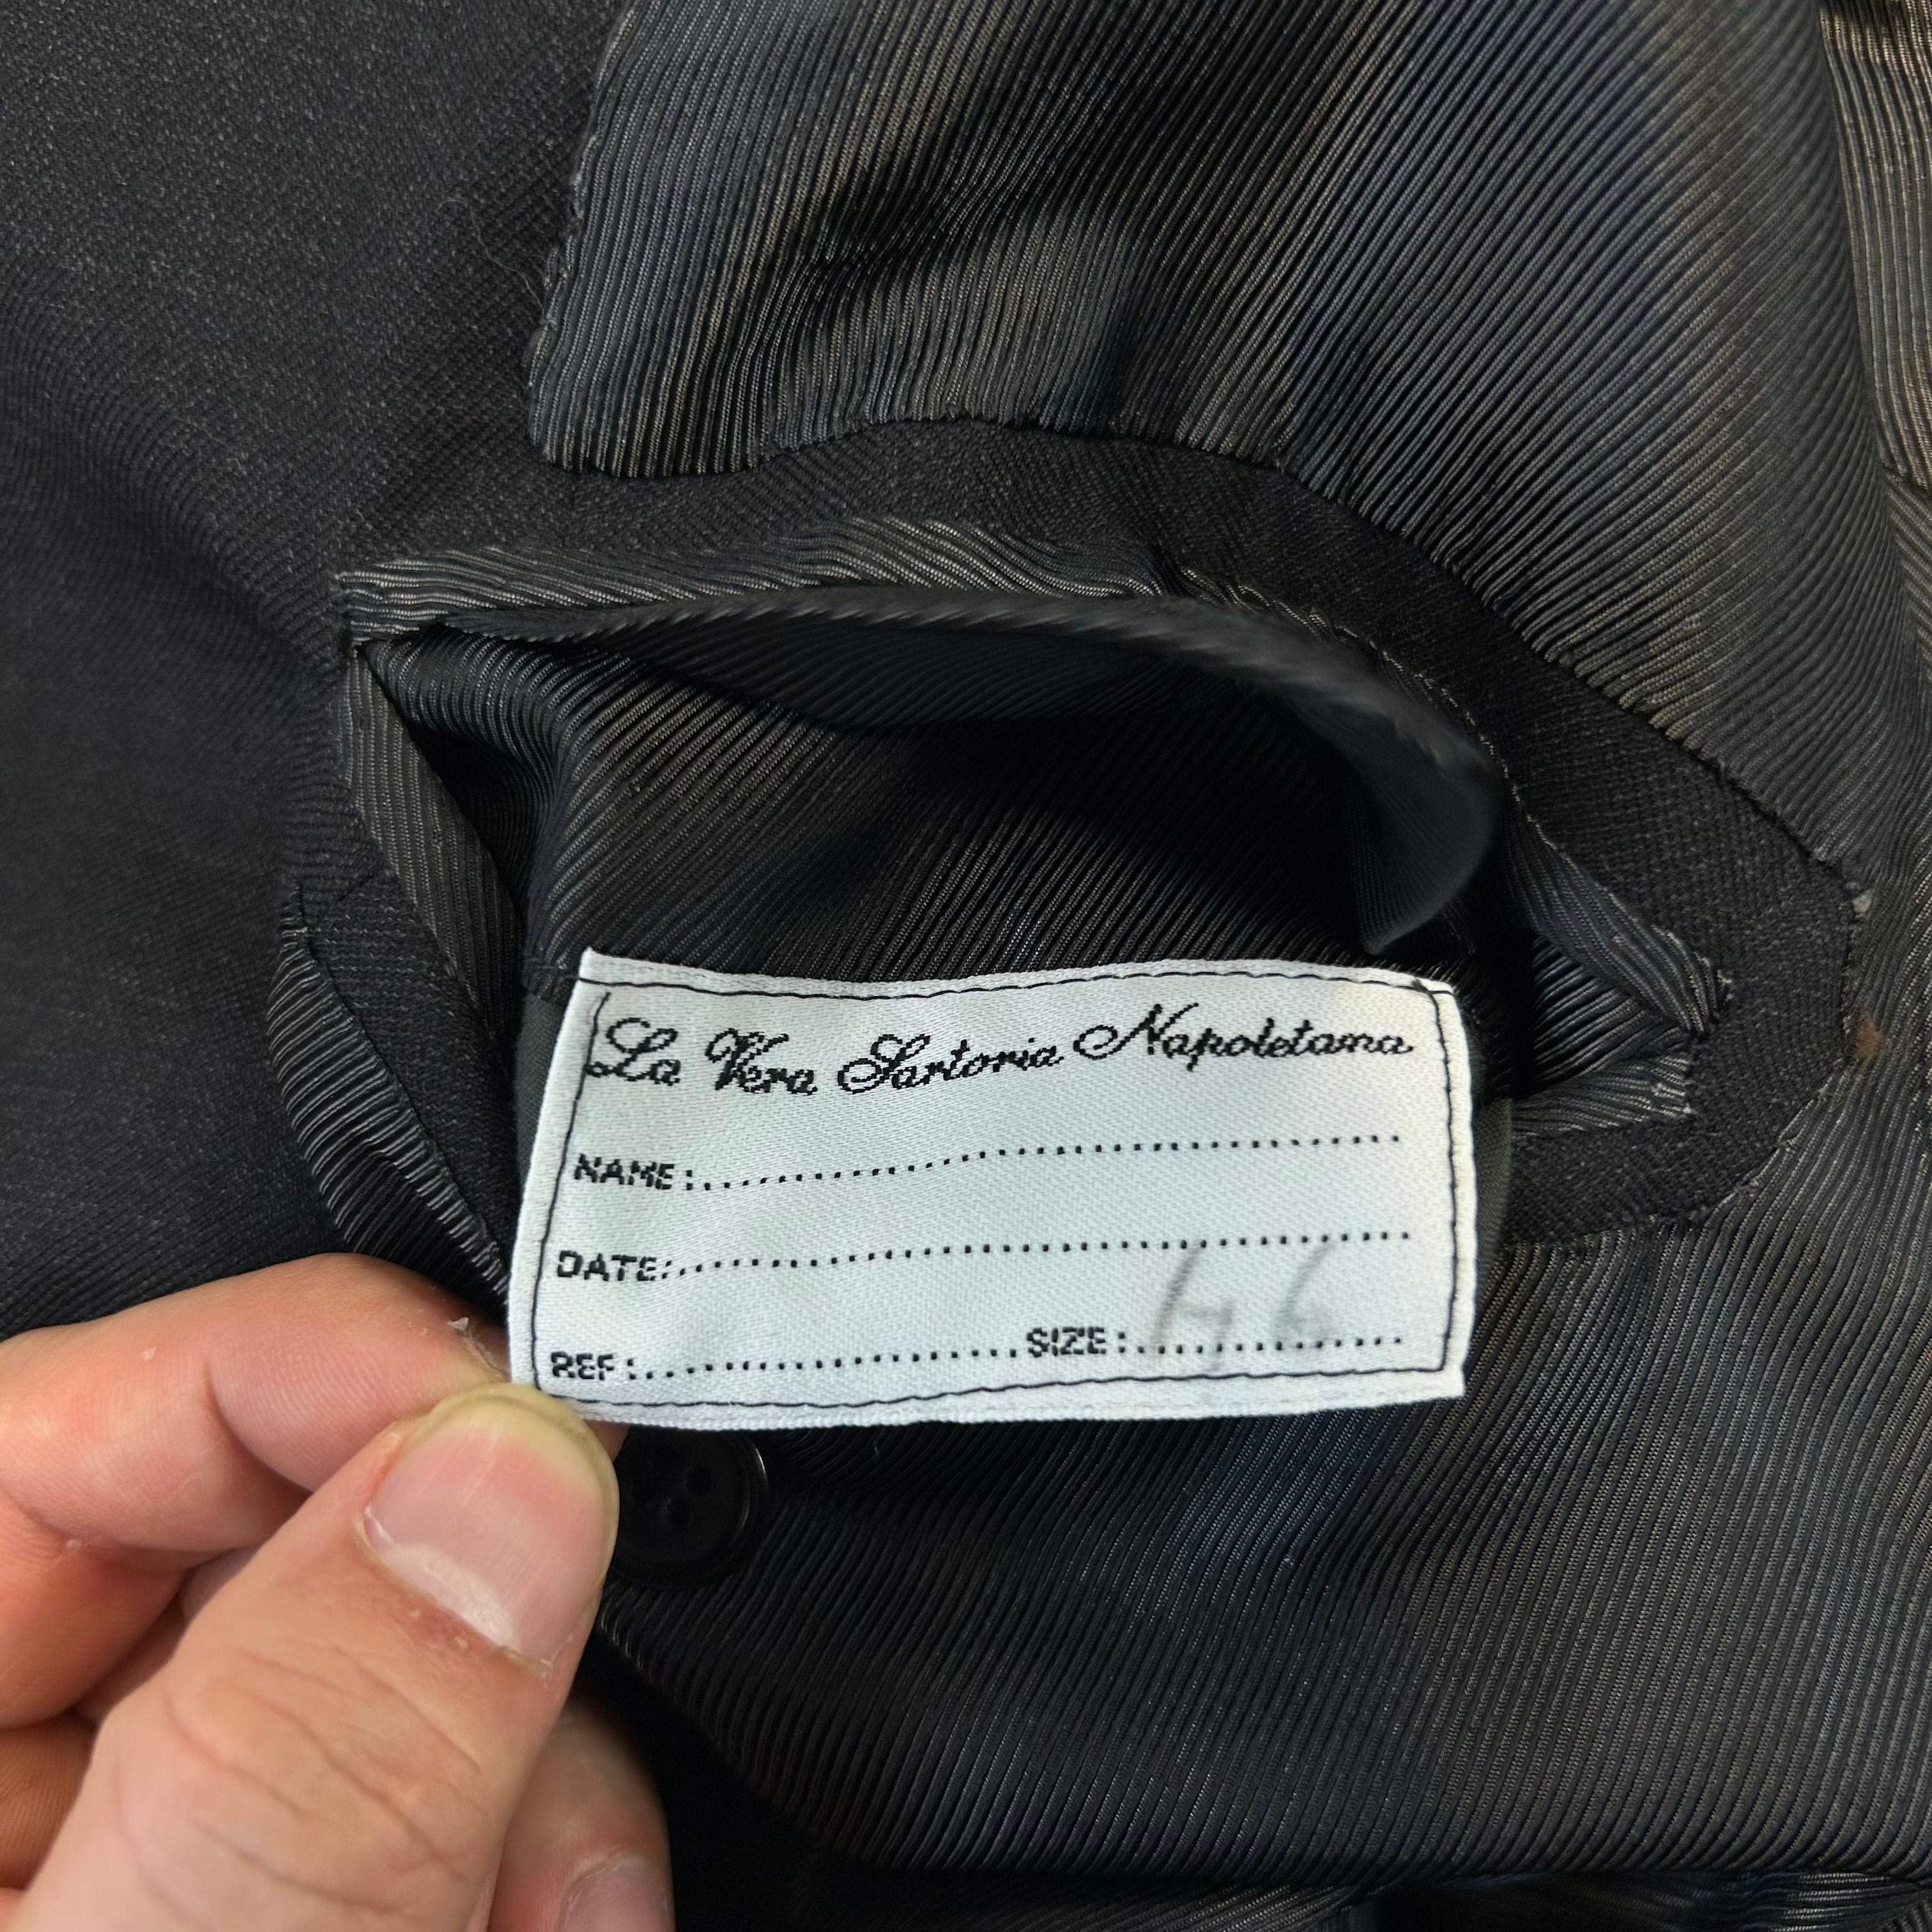 La Vera Sartoria Napoletana
NAME:........................................
DATE:........................................
REF:.....................SIZE: 46...............